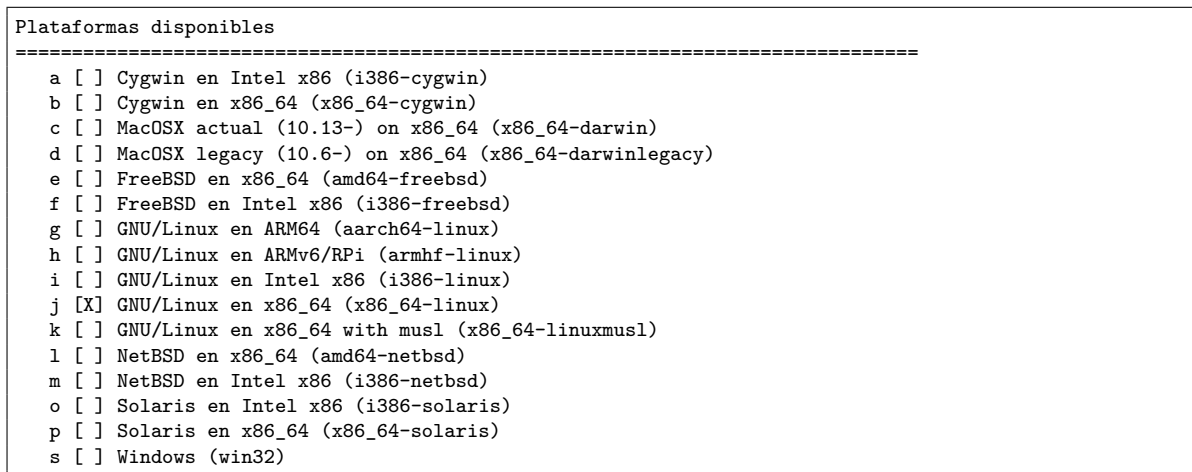 Plataformas disponibles
================================================================================
a [ ] Cygwin en Intel x86 (i386-cygwin)
b [ ] Cygwin en x86_64 (x86_64-cygwin)
c [ ] MacOSX actual (10.13-) on x86_64 (x86_64-darwin)
d [ ] MacOSX legacy (10.6-) on x86_64 (x86_64-darwinlegacy)
e [ ] FreeBSD en x86_64 (amd64-freebsd)
f [ ] FreeBSD en Intel x86 (i386-freebsd)
g [ ] GNU/Linux en ARM64 (aarch64-linux)
h [ ] GNU/Linux en ARMv6/RPi (armhf-linux)
i [ ] GNU/Linux en Intel x86 (i386-linux)
j [X] GNU/Linux en x86_64 (x86_64-linux)
k [ ] GNU/Linux en x86_64 with musl (x86_64-linuxmusl)
l [ ] NetBSD en x86_64 (amd64-netbsd)
m [ ] NetBSD en Intel x86 (i386-netbsd)
o [ ] Solaris en Intel x86 (i386-solaris)
p [ ] Solaris en x86_64 (x86_64-solaris)
s [ ] Windows (win32)